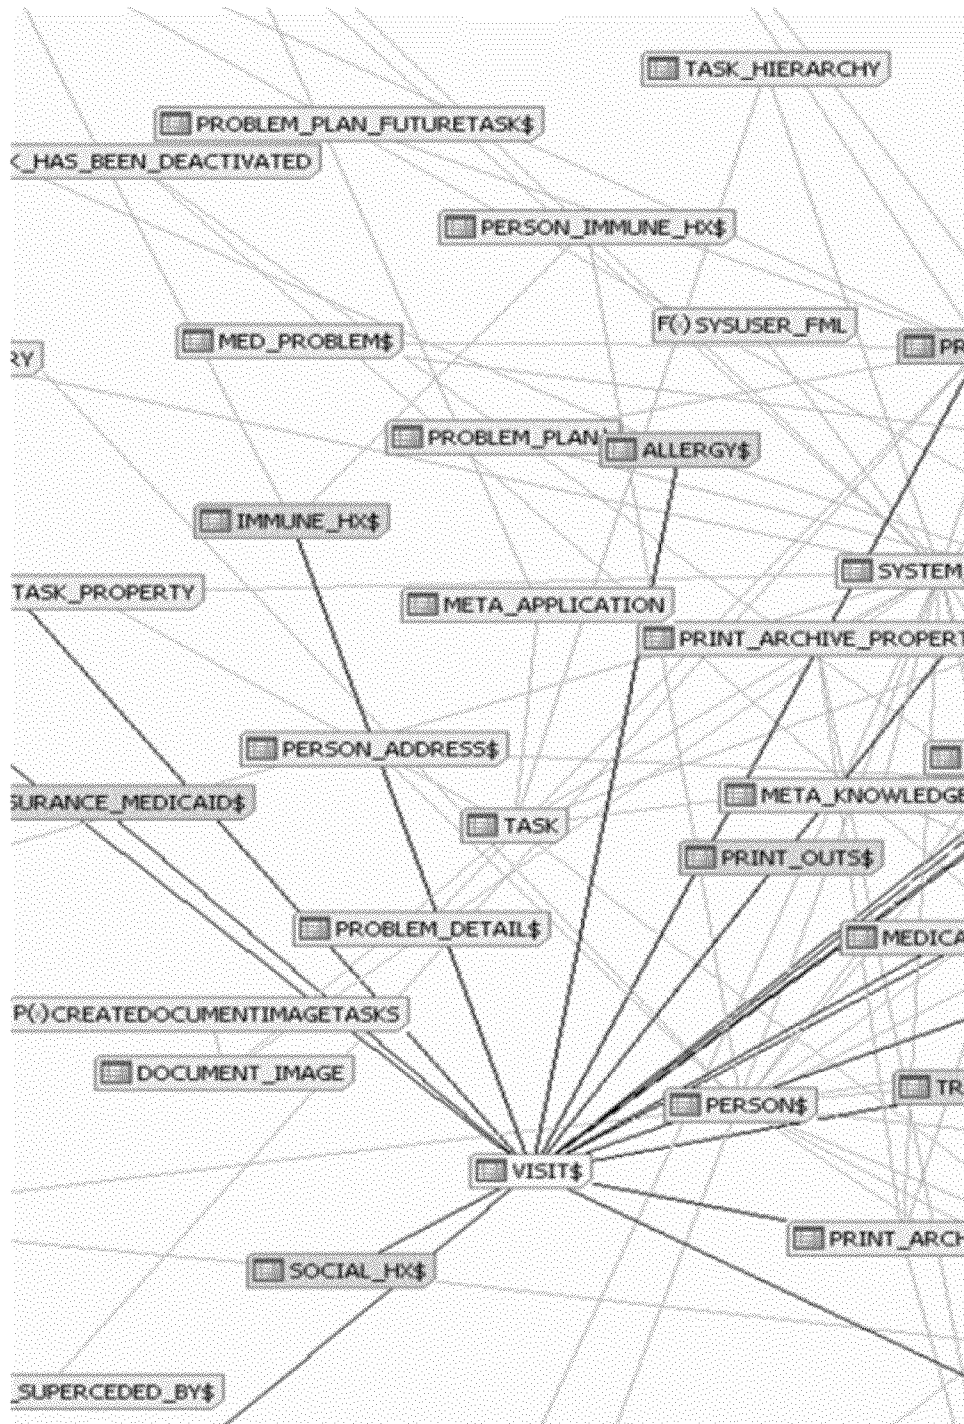 TASK_HIERARCHY
PROBLEM_PLAN_FUTURETASK$
K_HAS_BEEN_DEACTIVATED
PERSON_IMMUNE_HX$
F(·) SYSUSER_FML
MED_PROBLEM$
PR
RY
PROBLEM_PLAN
ALLERGY$
IMMUNE_HX$
SYSTEM
TASK_PROPERTY
META_APPLICATION
PRINT_ARCHIVE_PROPERT
PERSON_ADDRESS$
META_KNOWLEDGE
SURANCE_MEDICAID$
TASK
PRINT_OUTS$
PROBLEM_DETAIL$
MEDICA
P(·)CREATEDOCUMENTIMAGETASKS
DOCUMENT_IMAGE
TR
PERSON$
VISIT$
PRINT_ARCH
SOCIAL_HX$
_SUPERCEDED_BY$